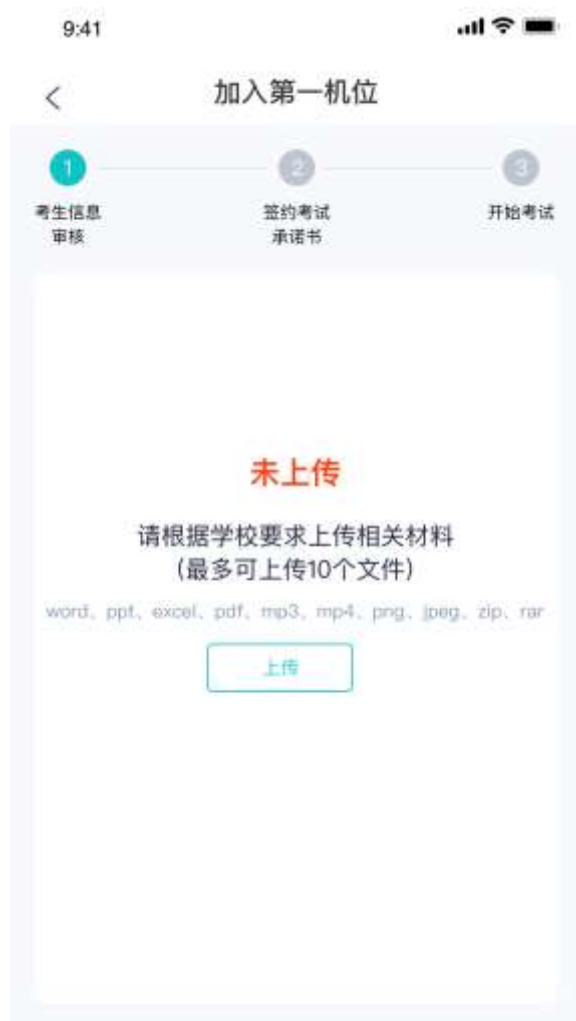 9:41
加入第一机位
1
2
3
考生信息
审核
签约考试
承诺书
开始考试
未上传
请根据学校要求上传相关材料
(最多可上传10个文件)
word、ppt、excel、pdf、mp3、mp4、png、jpeg、zip、rar
上传